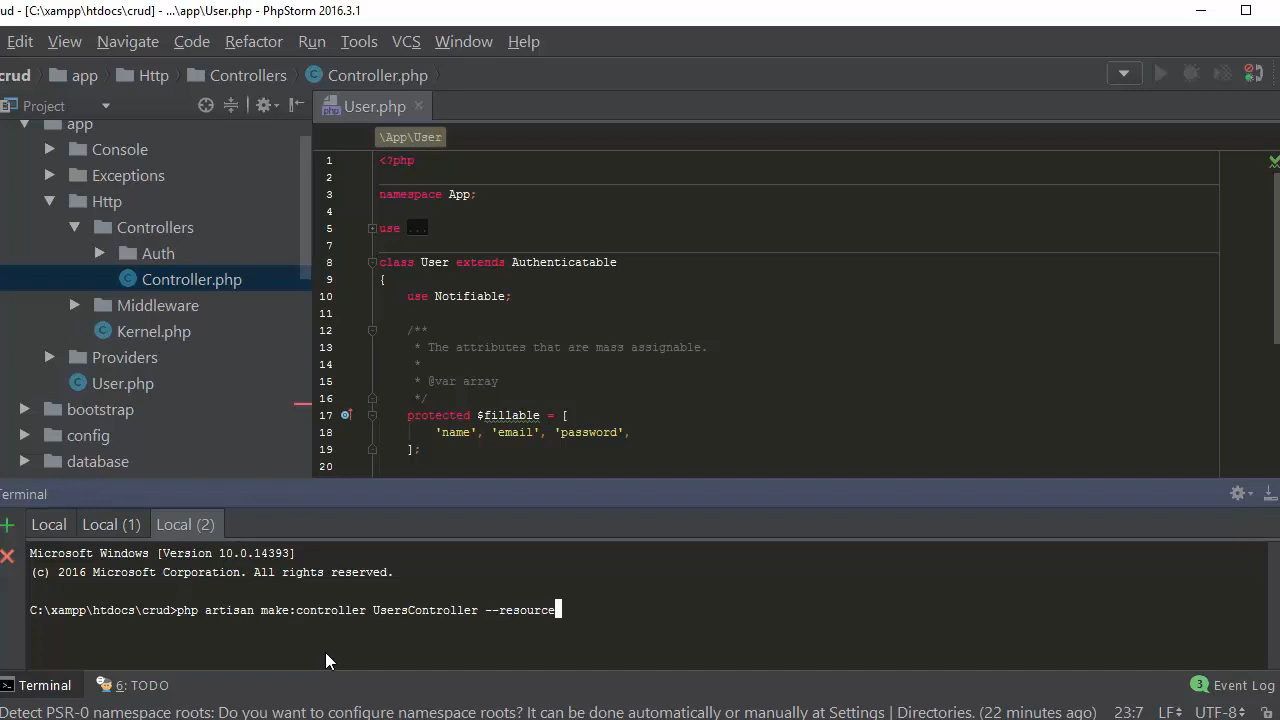 ud - [C:\xampp\htdocs\crud] - ...\app\User.php - PhpStorm 2016.3.1
Edit View Navigate Code Refactor Run Tools VCS Window Help
crud app Http Controllers Controller.php
Project
User.php
\App\User
app
Console
Exceptions
Http
Controllers
Auth
Controller.php
Middleware
Kernel.php
Providers
User.php
bootstrap
config
database
1 <?php
2
3 namespace App;
4
5 use ...
7
8 class User extends Authenticatable
9 {
10 use Notifiable;
11
12 /**
13 * The attributes that are mass assignable.
14 *
15 * @var array
16 */
17 protected $fillable = [
18 'name', 'email', 'password',
19 ];
20
Terminal
Local Local (1) Local (2)
Microsoft Windows [Version 10.0.14393]
(c) 2016 Microsoft Corporation. All rights reserved.
C:\xampp\htdocs\crud>php artisan make:controller UsersController --resource
Terminal 6: TODO 3 Event Log
Detect PSR-0 namespace roots: Do you want to configure namespace roots? It can be done automatically or manually at Settings | Directories. (22 minutes ago) 23:7 LF UTF-8